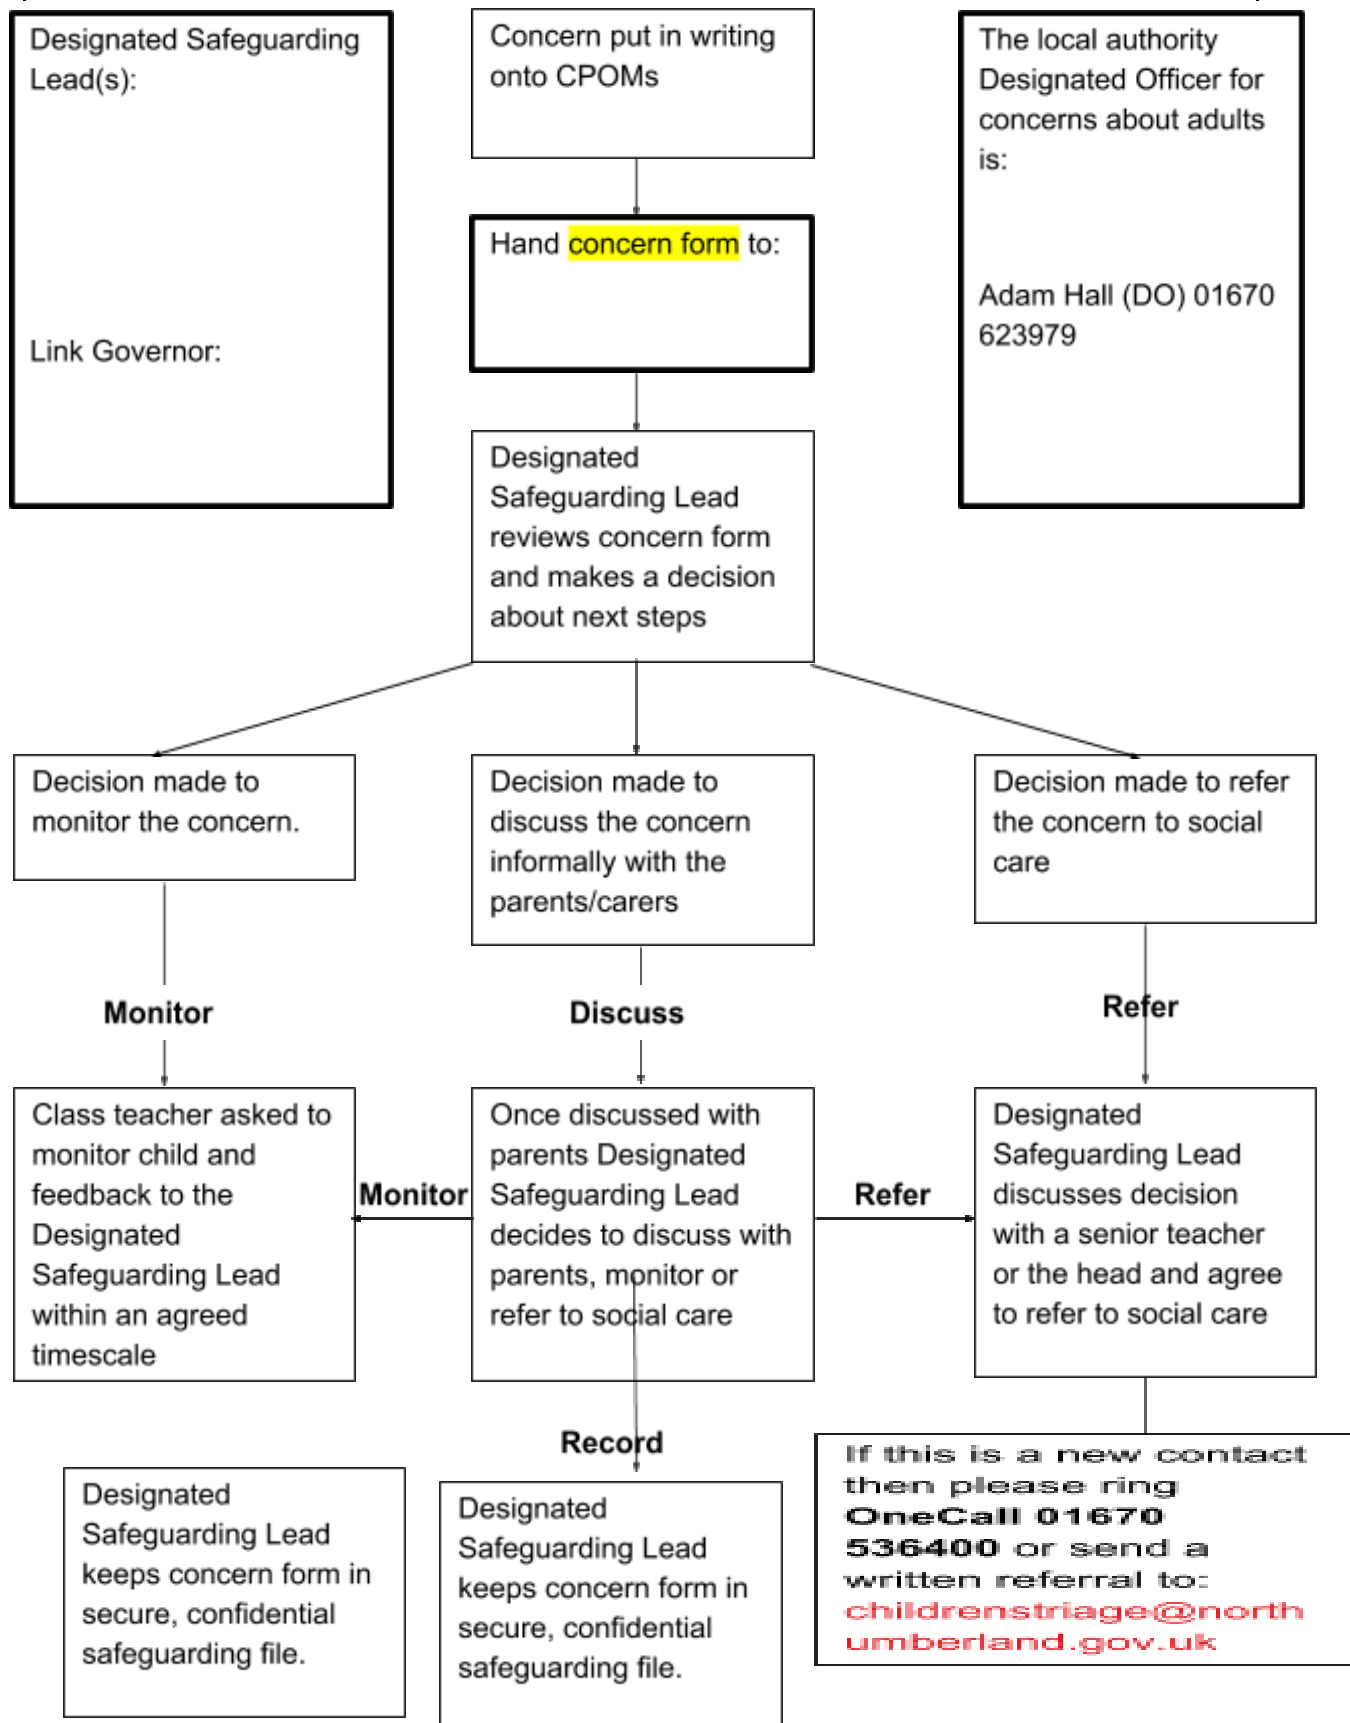 Designated Safeguarding
Lead(s):
Link Governor:
Concern put in writing
onto CPOMs
The local authority
Designated Officer for
concerns about adults
is:
Adam Hall (DO) 01670
623979
Hand concern form to:
Designated
Safeguarding Lead
reviews concern form
and makes a decision
about next steps
Decision made to
monitor the concern.
Decision made to
discuss the concern
informally with the
parents/carers
Decision made to refer
the concern to social
care
Monitor
Discuss
Refer
Class teacher asked to
monitor child and
feedback to the
Designated
Safeguarding Lead
within an agreed
timescale
Monitor
Once discussed with
parents Designated
Safeguarding Lead
decides to discuss with
parents, monitor or
refer to social care
Refer
Designated
Safeguarding Lead
discusses decision
with a senior teacher
or the head and agree
to refer to social care
Record
Designated
Safeguarding Lead
keeps concern form in
secure, confidential
safeguarding file.
Designated
Safeguarding Lead
keeps concern form in
secure, confidential
safeguarding file.
If this is a new contact
then please ring
OneCall 01670
536400 or send a
written referral to:
childrenstriage@north
umberland.gov.uk